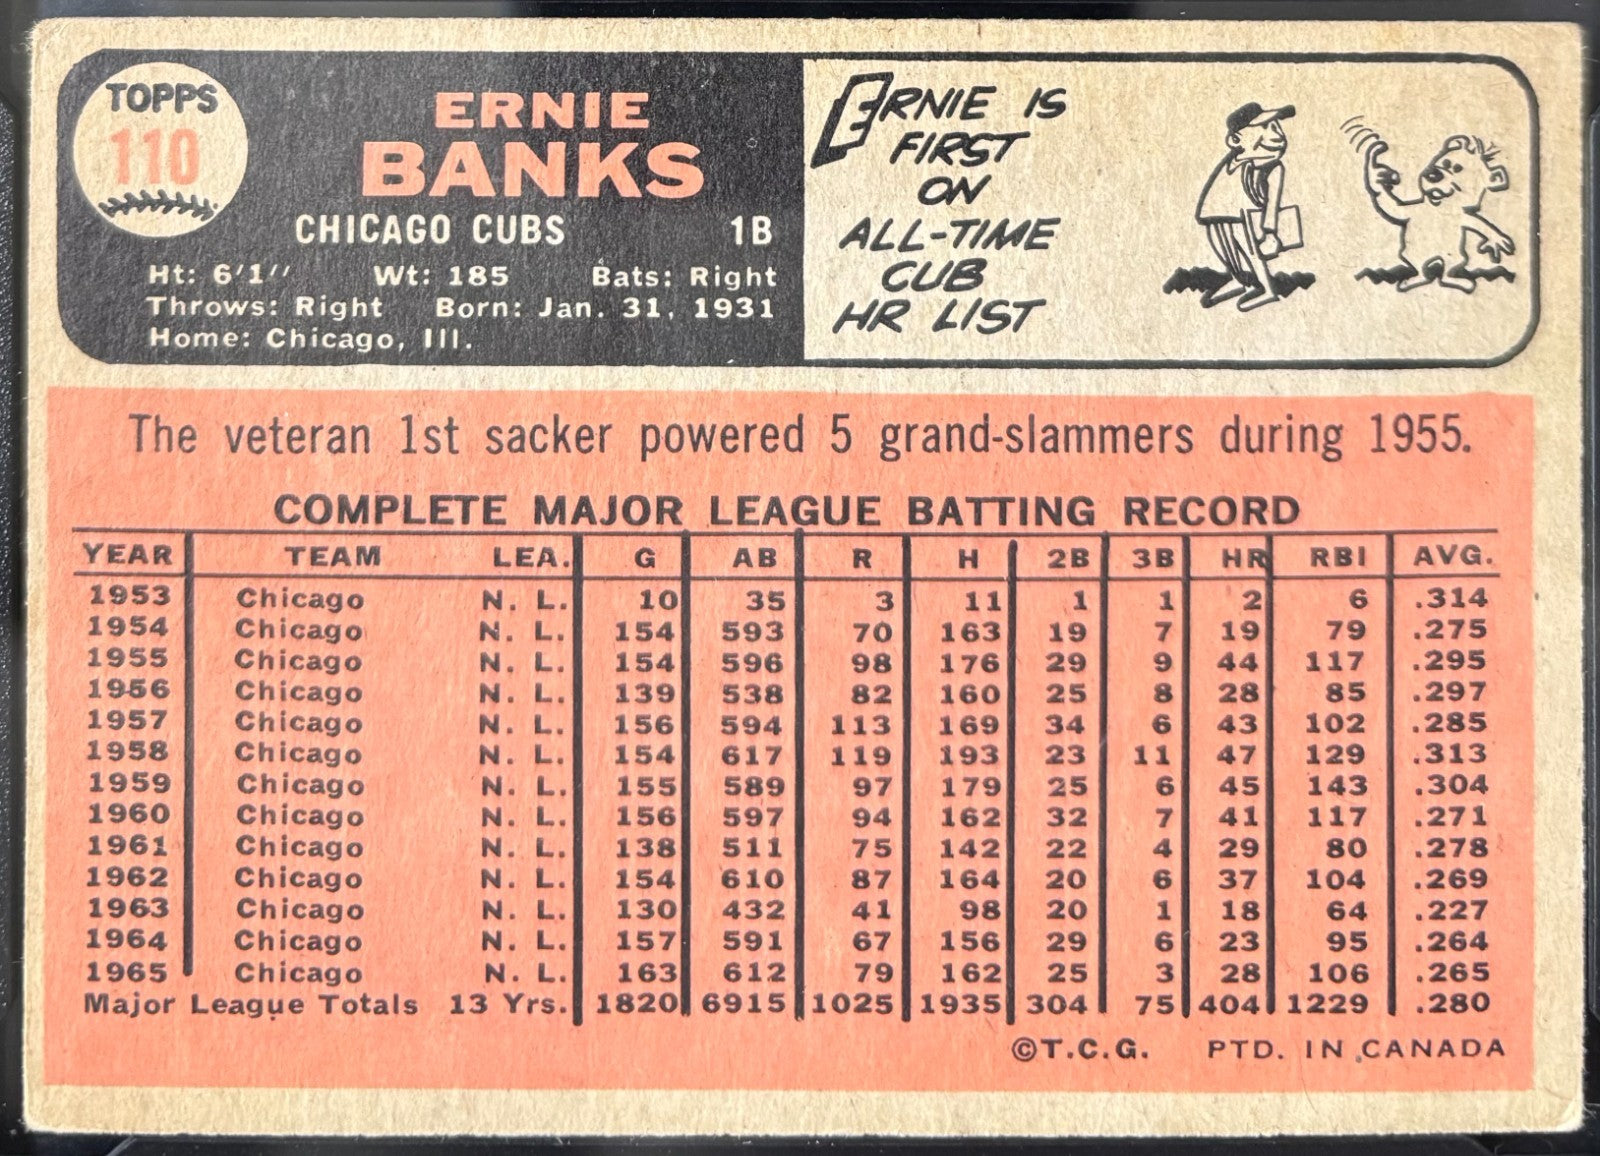 TOPPS
110
ERNIE
BANKS
CHICAGO CUBS 1B
Ht: 6'1" Wt: 185 Bats: Right
Throws: Right Born: Jan. 31, 1931
Home: Chicago, Ill.
ERNIE IS
FIRST
ON
ALL-TIME
CUB
HR LIST
The veteran 1st sacker powered 5 grand-slammers during 1955.
COMPLETE MAJOR LEAGUE BATTING RECORD
YEAR TEAM LEA. G AB R H 2B 3B HR RBI AVG.
1953 Chicago N. L. 10 35 3 11 1 1 2 6 .314
1954 Chicago N. L. 154 593 70 163 19 7 19 79 .275
1955 Chicago N. L. 154 596 98 176 29 9 44 117 .295
1956 Chicago N. L. 139 538 82 160 25 8 28 85 .297
1957 Chicago N. L. 156 594 113 169 34 6 43 102 .285
1958 Chicago N. L. 154 617 119 193 23 11 47 129 .313
1959 Chicago N. L. 155 589 97 179 25 6 45 143 .304
1960 Chicago N. L. 156 597 94 162 32 7 41 117 .271
1961 Chicago N. L. 138 511 75 142 22 4 29 80 .278
1962 Chicago N. L. 154 610 87 164 20 6 37 104 .269
1963 Chicago N. L. 130 432 41 98 20 1 18 64 .227
1964 Chicago N. L. 157 591 67 156 29 6 23 95 .264
1965 Chicago N. L. 163 612 79 162 25 3 28 106 .265
Major League Totals 13 Yrs. 1820 6915 1025 1935 304 75 404 1229 .280
©T.C.G. PTD. IN CANADA